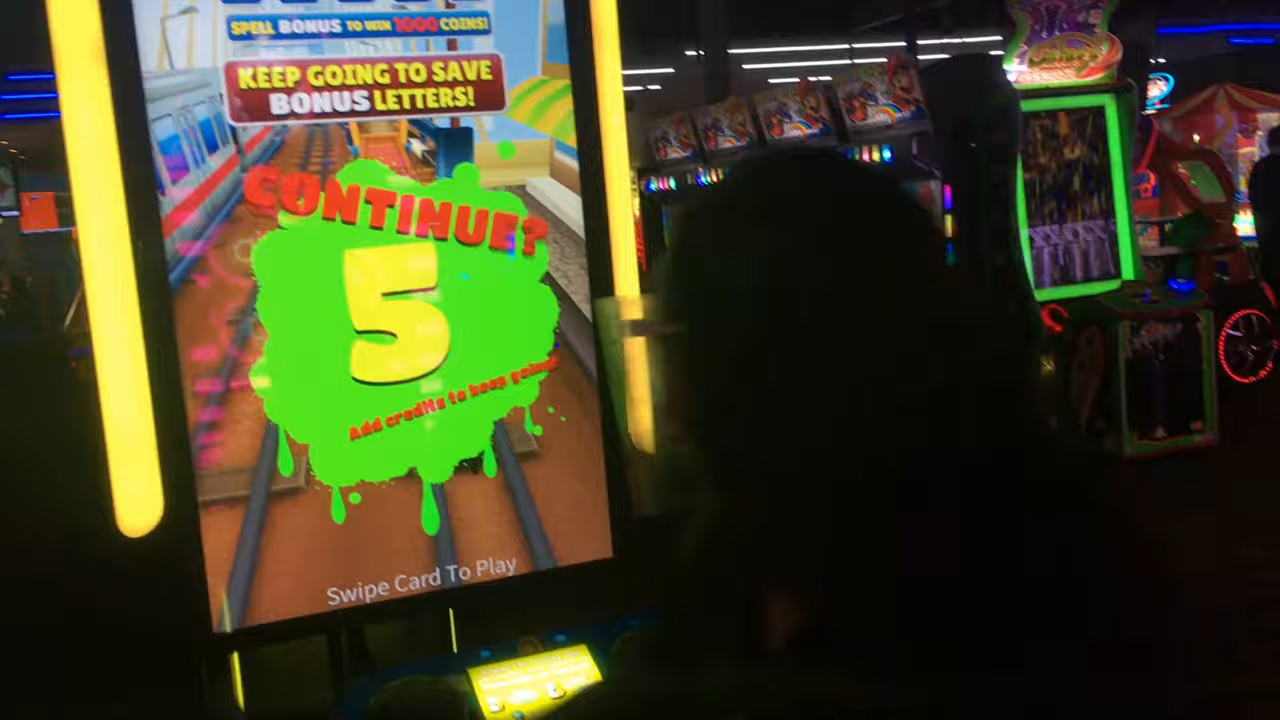 SPELL BONUS TO WIN 1000 COINS!
KEEP GOING TO SAVE
BONUS LETTERS!
CONTINUE?
5
Add credits to keep going!
Swipe Card To Play